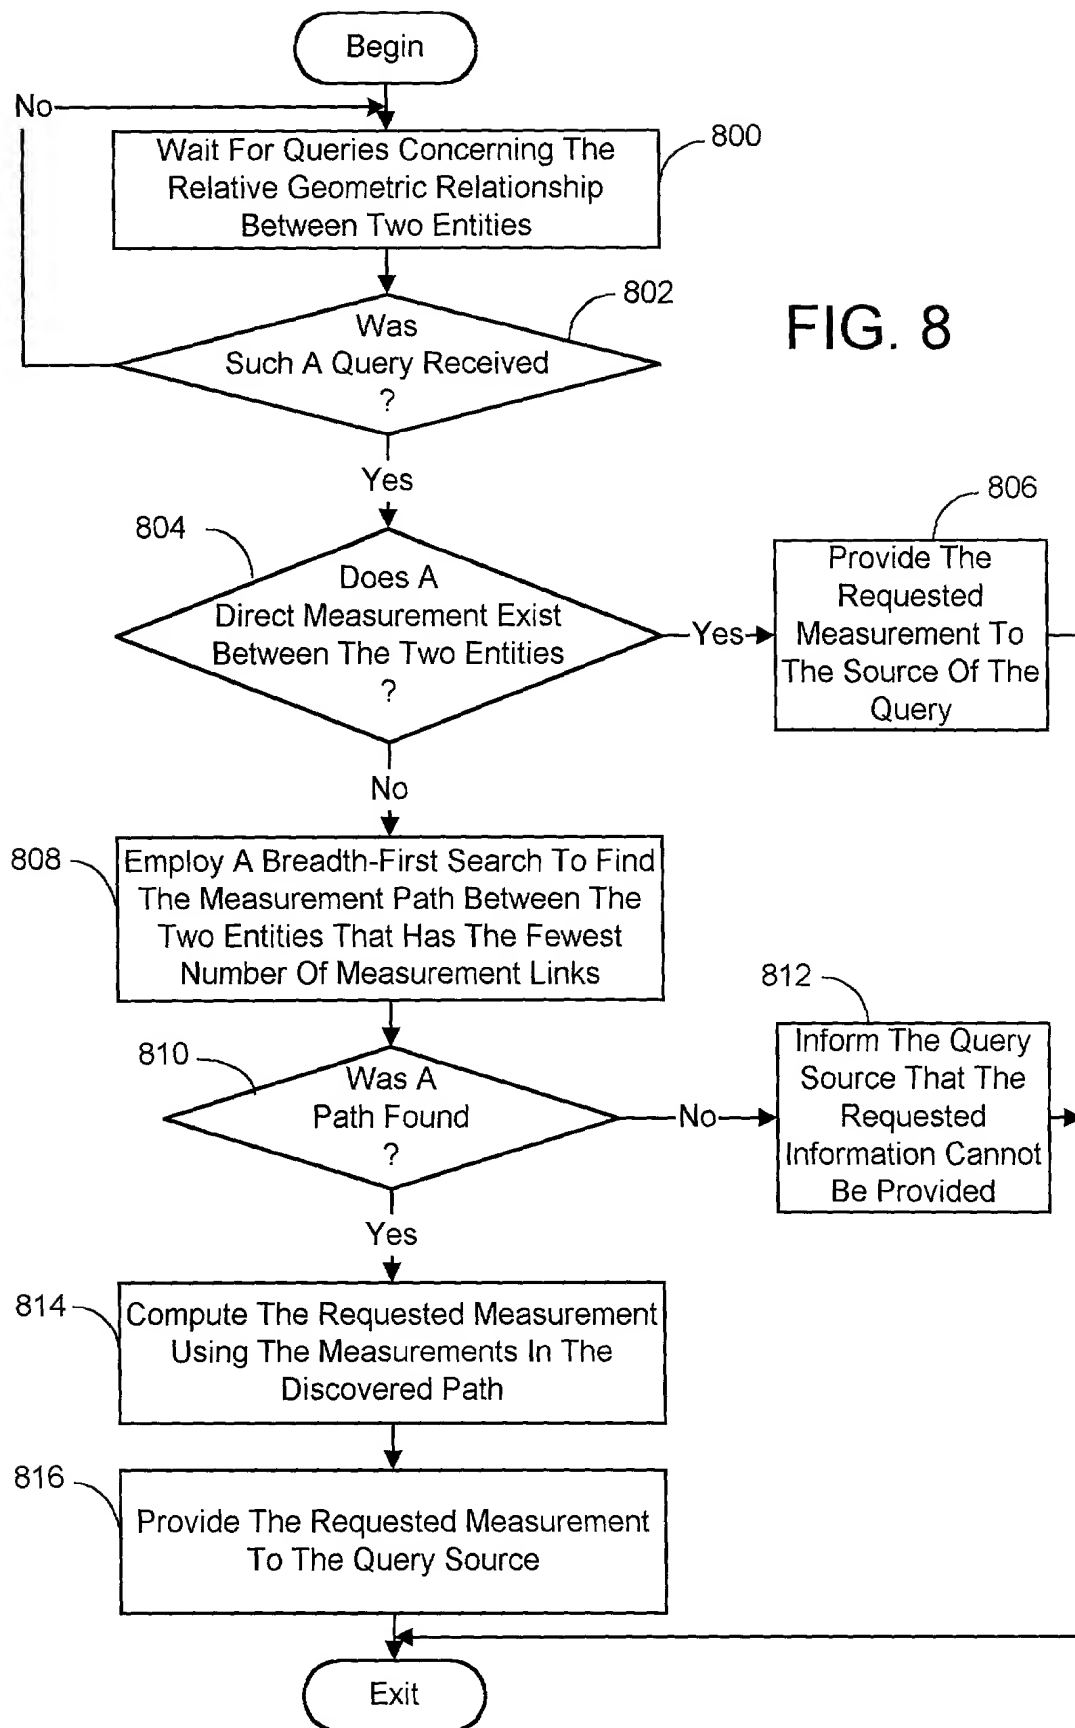 Begin
No
Wait For Queries Concerning The
Relative Geometric Relationship
Between Two Entities
800
802
Was
Such A Query Received
?
FIG. 8
Yes
804
Does A
Direct Measurement Exist
Between The Two Entities
?
Yes
806
Provide The
Requested
Measurement To
The Source Of The
Query
No
808
Employ A Breadth-First Search To Find
The Measurement Path Between The
Two Entities That Has The Fewest
Number Of Measurement Links
810
Was A
Path Found
?
No
812
Inform The Query
Source That The
Requested
Information Cannot
Be Provided
Yes
814
Compute The Requested Measurement
Using The Measurements In The
Discovered Path
816
Provide The Requested Measurement
To The Query Source
Exit